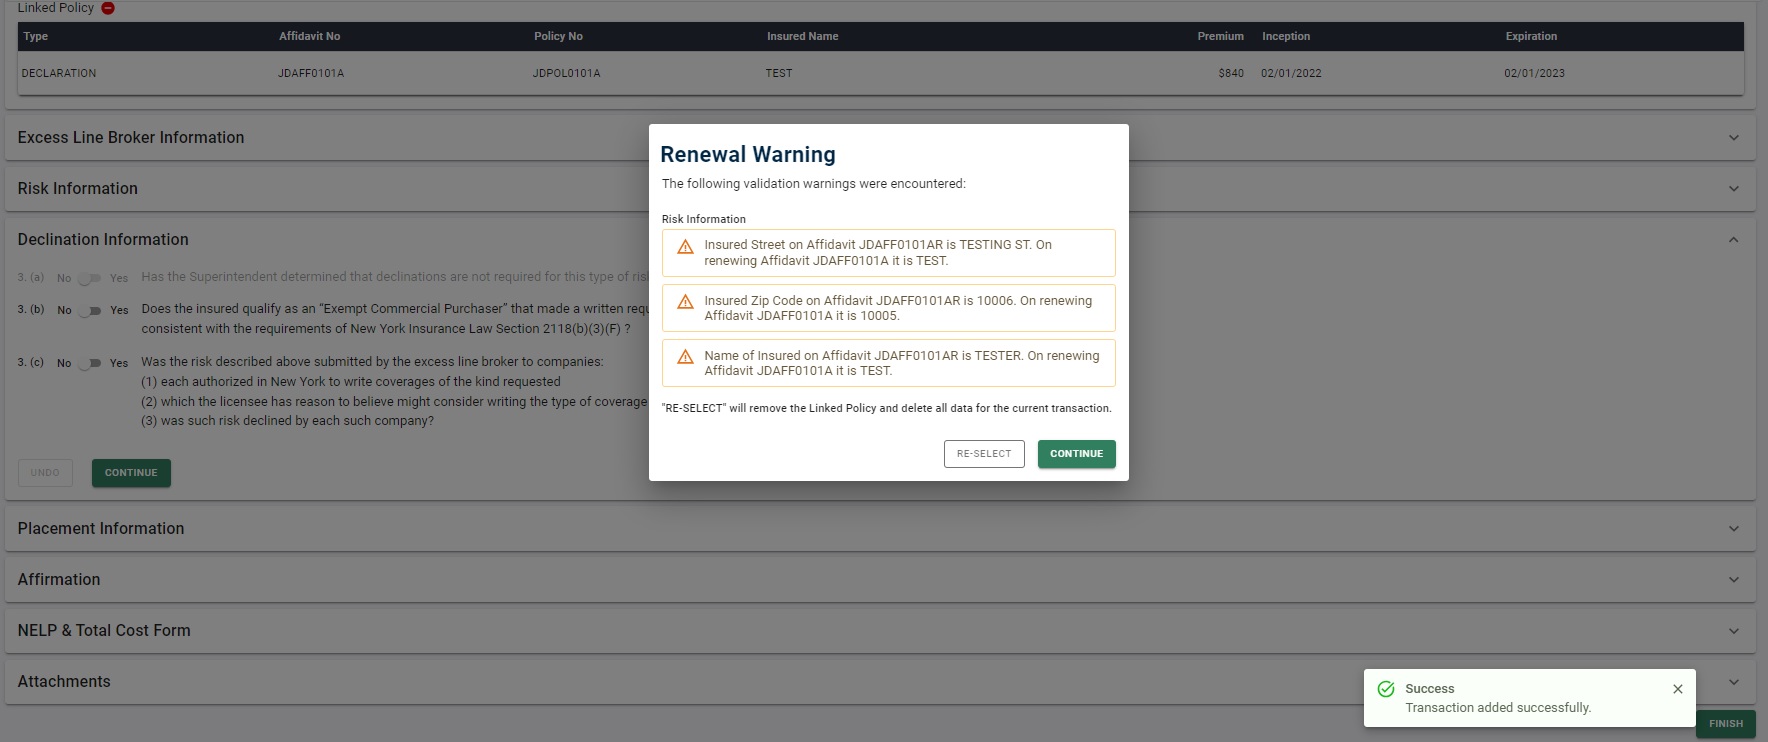 Linked Policy
Type Affidavit No Policy No Insured Name Premium Inception Expiration
DECLARATION JDAFF0101A JDPOL0101A TEST $840 02/01/2022 02/01/2023
Excess Line Broker Information
Risk Information
Declination Information
3. (a) No Yes Has the Superintendent determined that declinations are not required for this type of
3. (b) No Yes Does the insured qualify as an “Exempt Commercial Purchaser” that made a written
consistent with the requirements of New York Insurance Law Section 2118(b)(3)(F) ?
3. (c) No Yes Was the risk described above submitted by the excess line broker to companies:
(1) each authorized in New York to write coverages of the kind requested
(2) which the licensee has reason to believe might consider writing the type of coverage
(3) was such risk declined by each such company?
UNDO CONTINUE
Placement Information
Affirmation
NELP & Total Cost Form
Attachments
Renewal Warning
The following validation warnings were encountered:
Risk Information
Insured Street on Affidavit JDAFF0101AR is TESTING ST. On
renewing Affidavit JDAFF0101A it is TEST.
Insured Zip Code on Affidavit JDAFF0101AR is 10006. On renewing
Affidavit JDAFF0101A it is 10005.
Name of Insured on Affidavit JDAFF0101AR is TESTER. On renewing
Affidavit JDAFF0101A it is TEST.
"RE-SELECT" will remove the Linked Policy and delete all data for the current transaction.
RE-SELECT CONTINUE
Success
Transaction added successfully.
FINISH